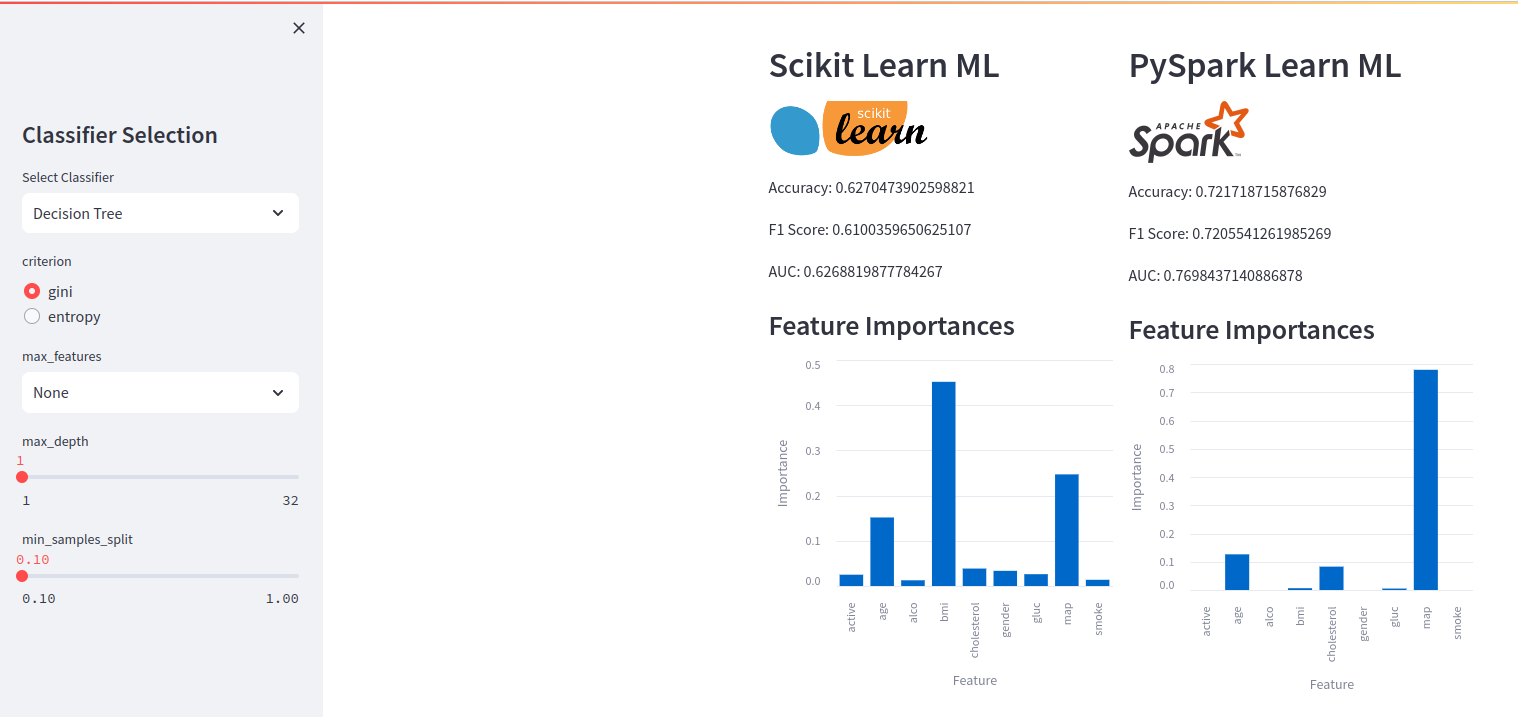 Classifier Selection
Select Classifier
Decision Tree
criterion
gini
entropy
max_features
None
max_depth
1
1 32
min_samples_split
0.10
0.10 1.00
Scikit Learn ML
scikit
learn
Accuracy: 0.6270473902598821
F1 Score: 0.6100359650625107
AUC: 0.6268819877784267
Feature Importances
0.5
0.4
0.3
0.2
0.1
0.0
Importance
active
age
alco
bmi
cholesterol
gender
gluc
map
smoke
Feature
PySpark Learn ML
APACHE
Spark™
Accuracy: 0.721718715876829
F1 Score: 0.7205541261985269
AUC: 0.7698437140886878
Feature Importances
0.8
0.7
0.6
0.5
0.4
0.3
0.2
0.1
0.0
Importance
active
age
alco
bmi
cholesterol
gender
gluc
map
smoke
Feature